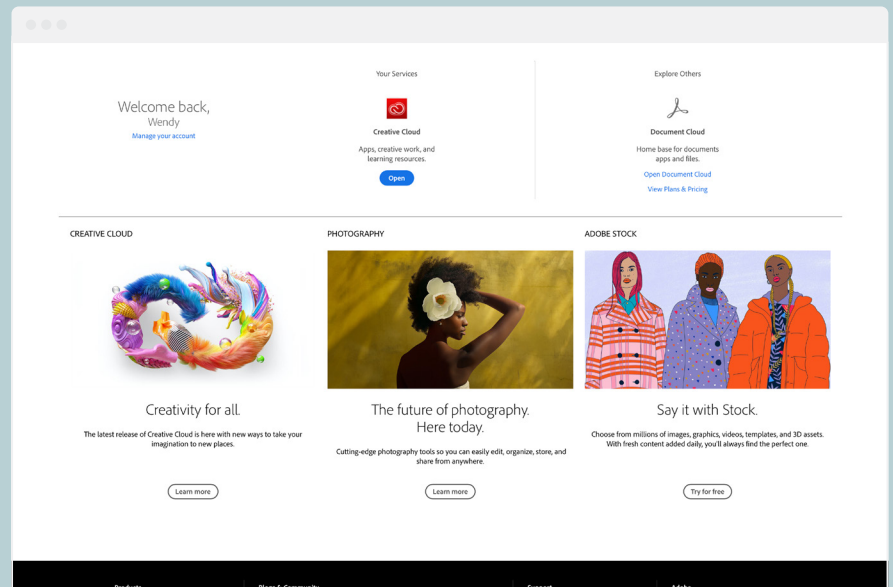 Welcome back,
Wendy
Manage your account
Your Services
Creative Cloud
Apps, creative work, and
learning resources.
Open
Explore Others
Document Cloud
Home base for documents
apps and files.
Open Document Cloud
View Plans & Pricing
CREATIVE CLOUD
Creativity for all.
The latest release of Creative Cloud is here with new ways to take your
imagination to new places.
Learn more
PHOTOGRAPHY
The future of photography.
Here today.
Cutting-edge photography tools so you can easily edit, organize, store, and
share from anywhere.
Learn more
ADOBE STOCK
Say it with Stock.
Choose from millions of images, graphics, videos, templates, and 3D assets.
With fresh content added daily, you'll always find the perfect one.
Try for free
Products
Blogs & Community
Support
Adobe